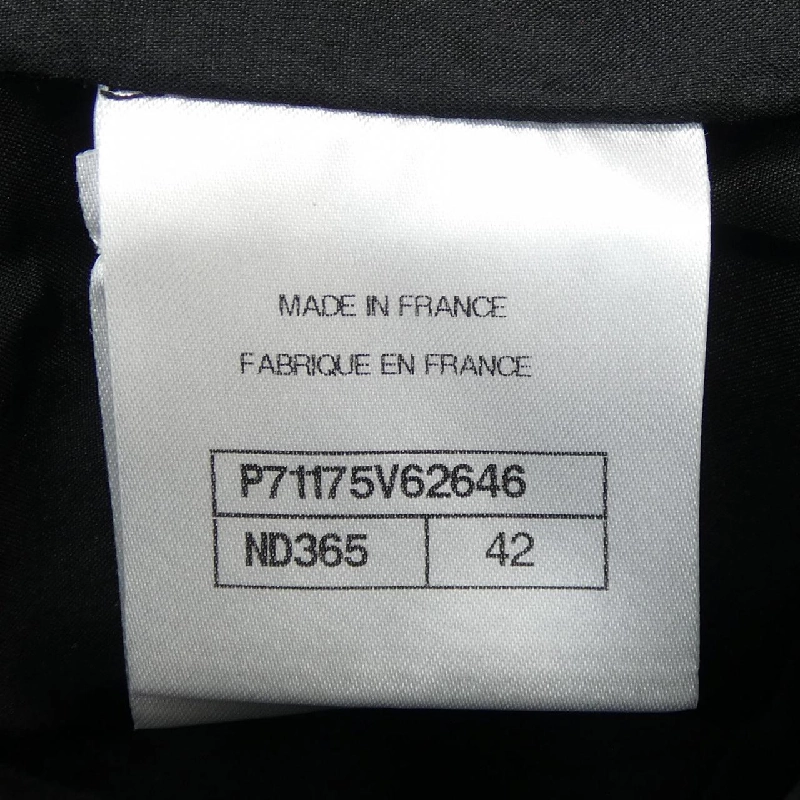 MADE IN FRANCE
FABRIQUE EN FRANCE
P71175V62646
ND365 42